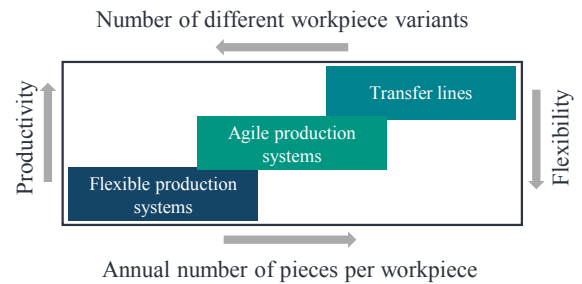 Number of different workpiece variants
Productivity
Transfer lines
Agile production
systems
Flexible production
systems
Flexibility
Annual number of pieces per workpiece